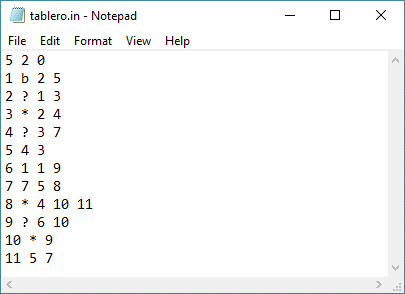 tablero.in - Notepad
File Edit Format View Help
5 2 0
1 b 2 5
2 ? 1 3
3 * 2 4
4 ? 3 7
5 4 3
6 1 1 9
7 7 5 8
8 * 4 10 11
9 ? 6 10
10 * 9
11 5 7